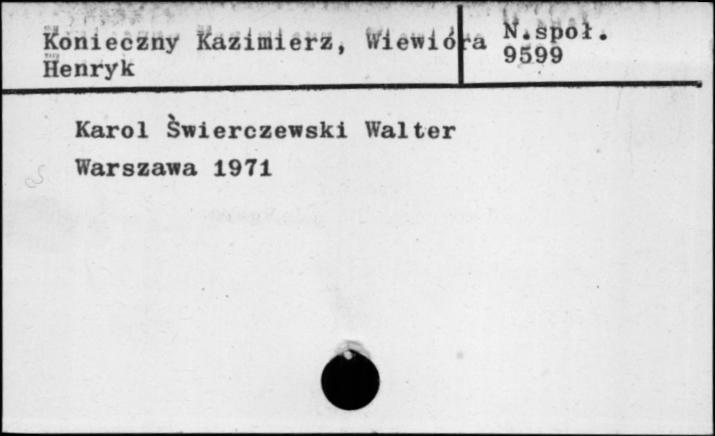 Konieczny Kazimierz, Wiewióra
Henryk
N.społ.
9599
Karol Świerczewski Walter
Warszawa 1971